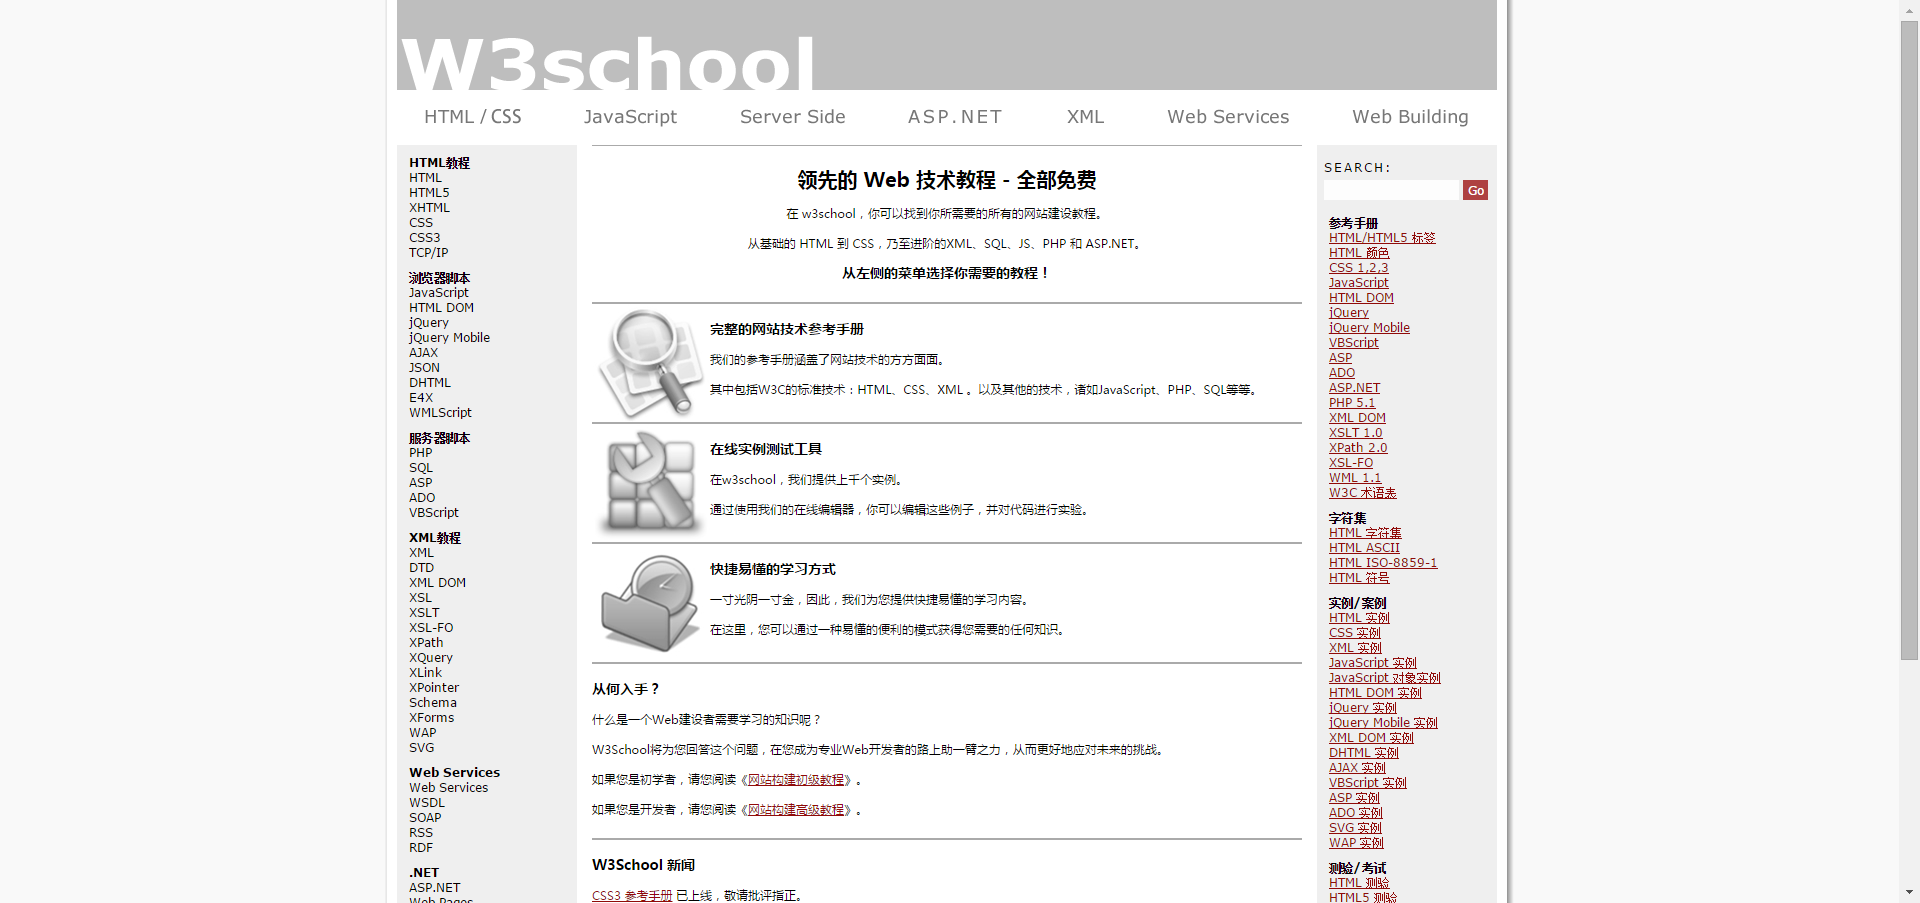 W3school
HTML / CSS
JavaScript
Server Side
ASP.NET
XML
Web Services
Web Building
HTML教程
HTML
HTML5
XHTML
CSS
CSS3
TCP/IP
浏览器脚本
JavaScript
HTML DOM
jQuery
jQuery Mobile
AJAX
JSON
DHTML
E4X
WMLScript
服务器脚本
PHP
SQL
ASP
ADO
VBScript
XML教程
XML
DTD
XML DOM
XSL
XSLT
XSL-FO
XPath
XQuery
XLink
XPointer
Schema
XForms
WAP
SVG
Web Services
Web Services
WSDL
SOAP
RSS
RDF
.NET
ASP.NET
Web Pages
领先的 Web 技术教程 - 全部免费
在 w3school，你可以找到你所需要的所有的网站建设教程。
从基础的 HTML 到 CSS，乃至进阶的XML、SQL、JS、PHP 和 ASP.NET。
从左侧的菜单选择你需要的教程！
完整的网站技术参考手册
我们的参考手册涵盖了网站技术的方方面面。
其中包括W3C的标准技术：HTML、CSS、XML 。以及其他的技术，诸如JavaScript、PHP、SQL等等。
在线实例测试工具
在w3school，我们提供上千个实例。
通过使用我们的在线编辑器，你可以编辑这些例子，并对代码进行实验。
快捷易懂的学习方式
一寸光阴一寸金，因此，我们为您提供快捷易懂的学习内容。
在这里，您可以通过一种易懂的便利的模式获得您需要的任何知识。
从何入手？
什么是一个Web建设者需要学习的知识呢？
W3School将为您回答这个问题，在您成为专业Web开发者的路上助一臂之力，从而更好地应对未来的挑战。
如果您是初学者，请您阅读《网站构建初级教程》。
如果您是开发者，请您阅读《网站构建高级教程》。
W3School 新闻
CSS3 参考手册 已上线，敬请批评指正。
SEARCH:
Go
参考手册
HTML/HTML5 标签
HTML 颜色
CSS 1,2,3
JavaScript
HTML DOM
jQuery
jQuery Mobile
VBScript
ASP
ADO
ASP.NET
PHP 5.1
XML DOM
XSLT 1.0
XPath 2.0
XSL-FO
WML 1.1
W3C 术语表
字符集
HTML 字符集
HTML ASCII
HTML ISO-8859-1
HTML 符号
实例/案例
HTML 实例
CSS 实例
XML 实例
JavaScript 实例
JavaScript 对象实例
HTML DOM 实例
jQuery 实例
jQuery Mobile 实例
XML DOM 实例
DHTML 实例
AJAX 实例
VBScript 实例
ASP 实例
ADO 实例
SVG 实例
WAP 实例
测验/考试
HTML 测验
HTML5 测验